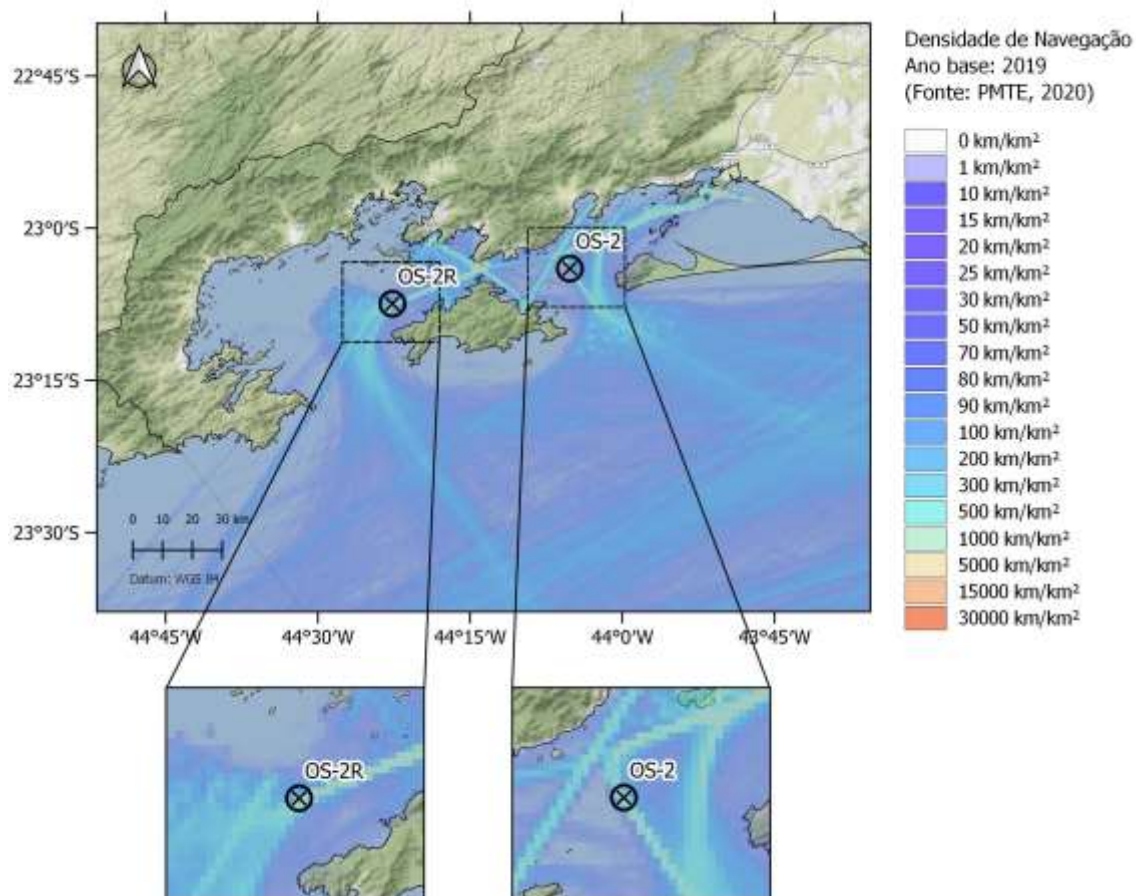 Densidade de Navegação
Ano base: 2019
(Fonte: PMTE, 2020)
0 km/km²
1 km/km²
10 km/km²
15 km/km²
20 km/km²
25 km/km²
30 km/km²
50 km/km²
70 km/km²
80 km/km²
90 km/km²
100 km/km²
200 km/km²
300 km/km²
500 km/km²
1000 km/km²
5000 km/km²
15000 km/km²
30000 km/km²
22°45'S
23°0'S
23°15'S
23°30'S
OS-2
OS-2R
0 10 20 30 km
Datum: WGS 84
44°45'W 44°30'W 44°15'W 44°0'W 43°45'W
OS-2R
OS-2